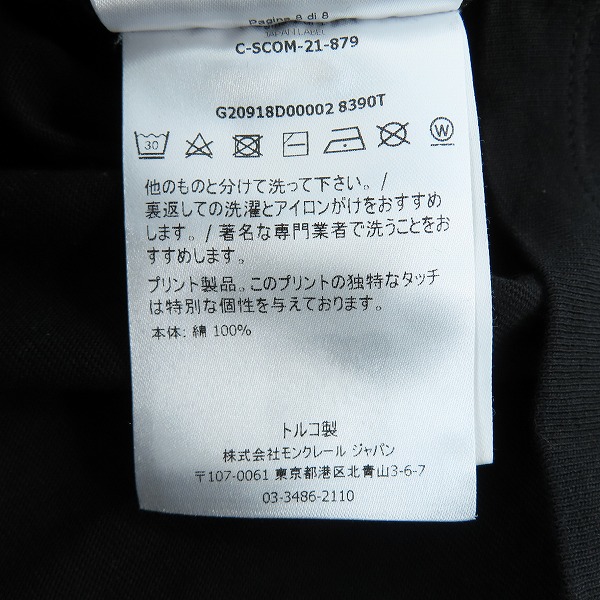 Pagina 8 di 8
JAPAN LABEL
C-SCOM-21-879
G20918D00002 8390T
30
W
他のものと分けて洗って下さい。/
裏返しての洗濯とアイロンがけをおすすめ
します。/ 著名な専門業者で洗うことをお
すすめします。
プリント製品。このプリントの独特なタッチ
は特別な個性を与えております。
本体: 綿 100%
トルコ製
株式会社モンクレール ジャパン
〒107-0061 東京都港区北青山3-6-7
03-3486-2110